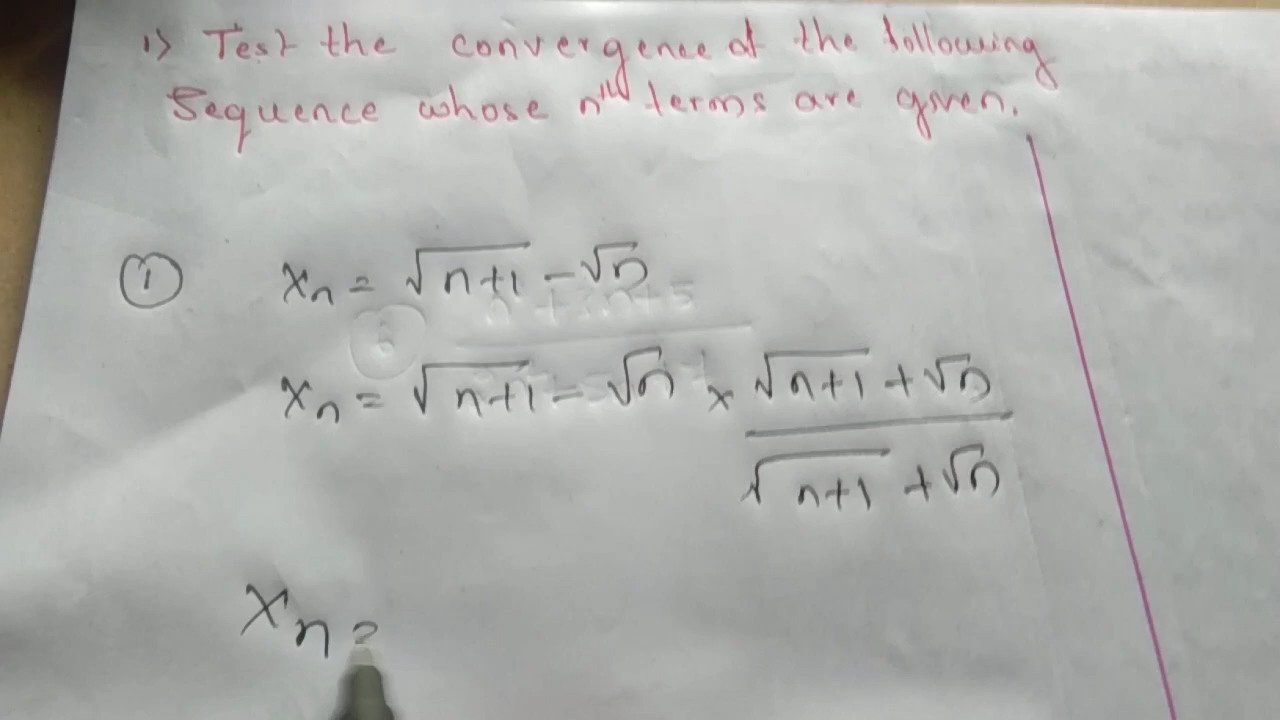 1) Test the convergence of the following
Sequence whose nth terms are given.
① xn = √n+1 - √n
xn = √n+1 - √n × √n+1 + √n
√n+1 + √n
xn =